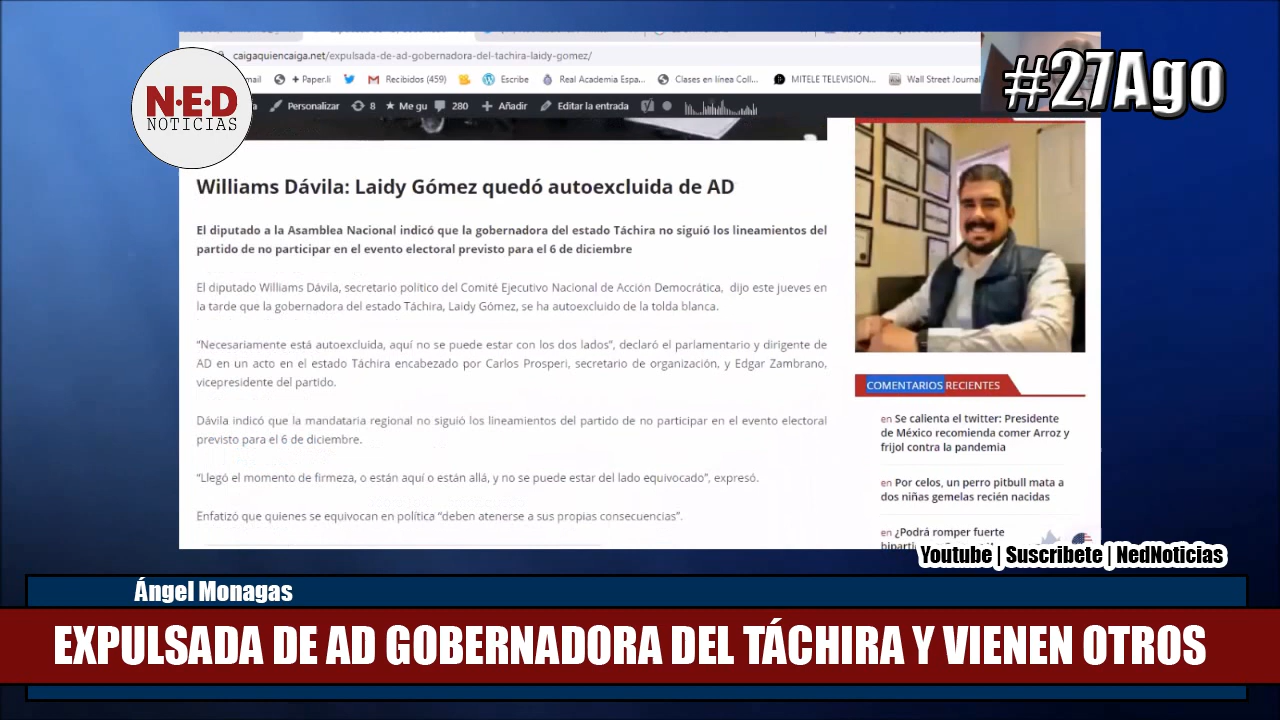 caigaquiencaiga.net/expulsada-de-ad-gobernadora-del-tachira-laidy-gomez/
mail Paper.li Recibidos (459) Escribe Real Academia Espa... Clases en línea Coll... MITELE TELEVISION... Wall Street Journal
#27Ago
N·E·D
NOTICIAS
Personalizar 8 Me gu 280 Añadir Editar la entrada
Williams Dávila: Laidy Gómez quedó autoexcluida de AD
El diputado a la Asamblea Nacional indicó que la gobernadora del estado Táchira no siguió los lineamientos del
partido de no participar en el evento electoral previsto para el 6 de diciembre
El diputado Williams Dávila, secretario político del Comité Ejecutivo Nacional de Acción Democrática, dijo este jueves en
la tarde que la gobernadora del estado Táchira, Laidy Gómez, se ha autoexcluido de la tolda blanca.
“Necesariamente está autoexcluida, aquí no se puede estar con los dos lados”, declaró el parlamentario y dirigente de
AD en un acto en el estado Táchira encabezado por Carlos Prosperi, secretario de organización, y Edgar Zambrano,
vicepresidente del partido.
Dávila indicó que la mandataria regional no siguió los lineamientos del partido de no participar en el evento electoral
previsto para el 6 de diciembre.
“Llegó el momento de firmeza, o están aquí o están allá, y no se puede estar del lado equivocado”, expresó.
Enfatizó que quienes se equivocan en política “deben atenerse a sus propias consecuencias”.
COMENTARIOS RECIENTES
en Se calienta el twitter: Presidente
de México recomienda comer Arroz y
frijol contra la pandemia
en Por celos, un perro pitbull mata a
dos niñas gemelas recién nacidas
en ¿Podrá romper fuerte
Youtube | Suscribete | NedNoticias
Ángel Monagas
EXPULSADA DE AD GOBERNADORA DEL TÁCHIRA Y VIENEN OTROS